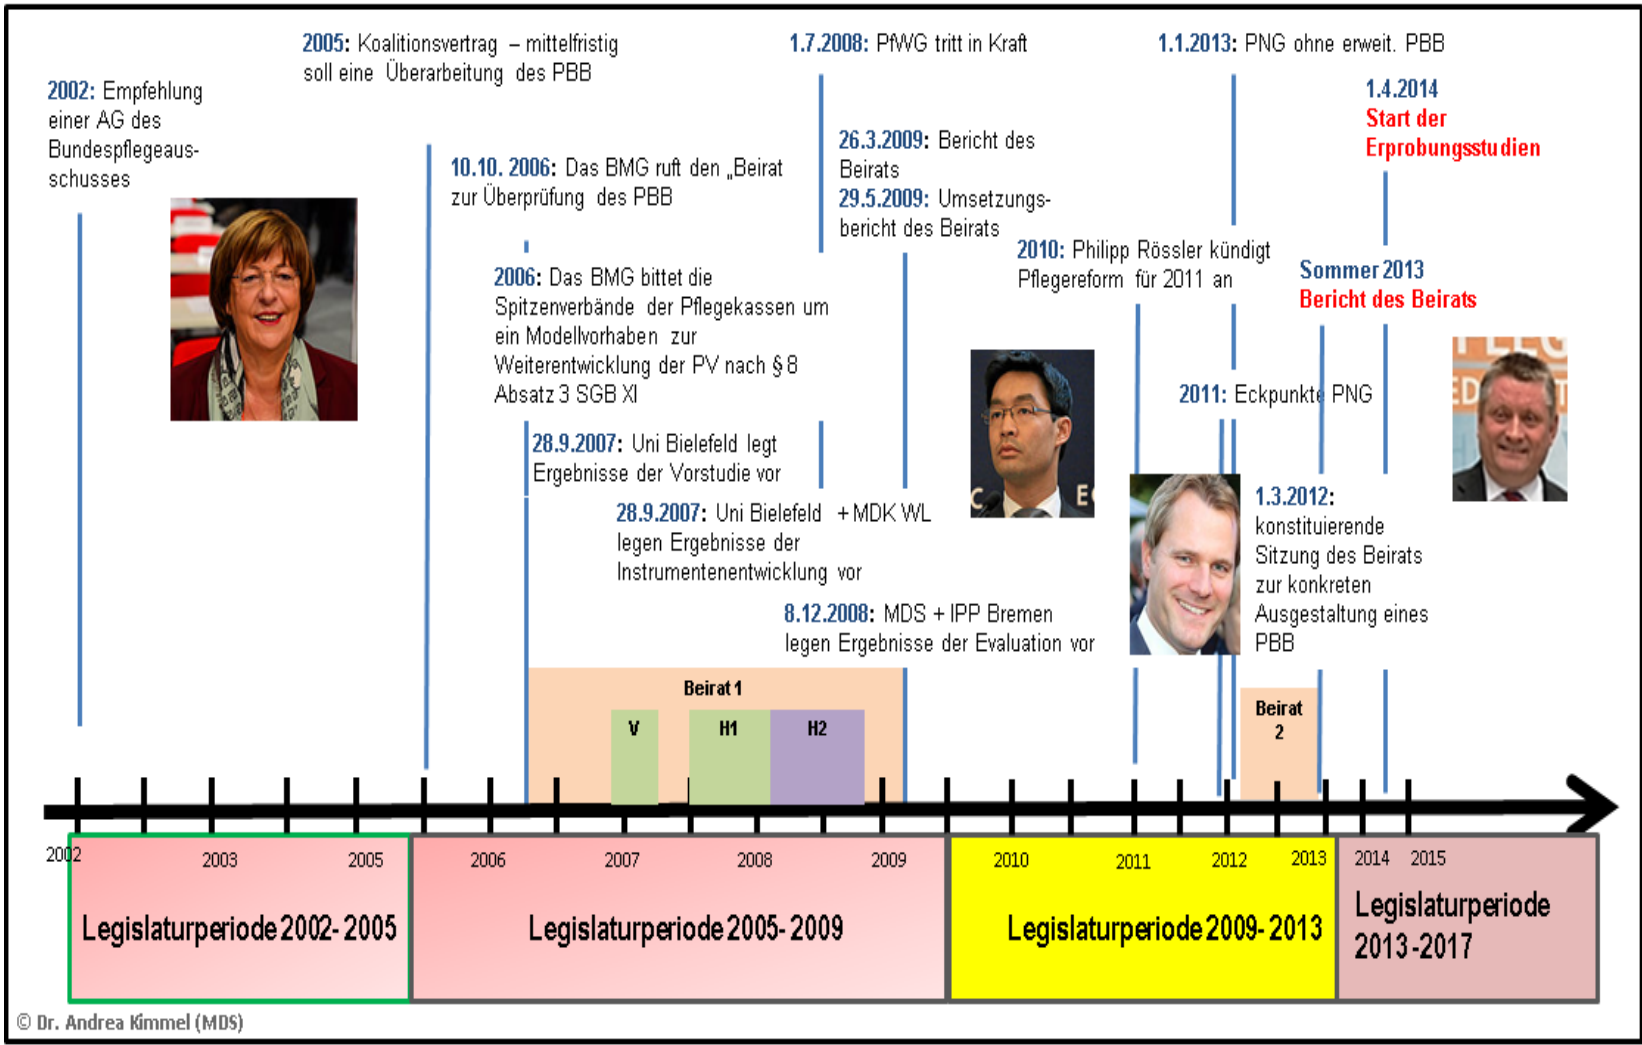 2005: Koalitionsvertrag – mittelfristig
soll eine Überarbeitung des PBB
1.7.2008: PfWG tritt in Kraft
1.1.2013: PNG ohne erweit. PBB
2002: Empfehlung
einer AG des
Bundespflegeaus-
schusses
1.4.2014
Start der
Erprobungsstudien
10.10. 2006: Das BMG ruft den „Beirat
zur Überprüfung des PBB
26.3.2009: Bericht des
Beirats
29.5.2009: Umsetzungs-
bericht des Beirats
2010: Philipp Rössler kündigt
Pflegereform für 2011 an
Sommer 2013
Bericht des Beirats
2006: Das BMG bittet die
Spitzenverbände der Pflegekassen um
ein Modellvorhaben zur
Weiterentwicklung der PV nach § 8
Absatz 3 SGB XI
2011: Eckpunkte PNG
28.9.2007: Uni Bielefeld legt
Ergebnisse der Vorstudie vor
28.9.2007: Uni Bielefeld + MDK WL
legen Ergebnisse der
Instrumentenentwicklung vor
1.3.2012:
konstituierende
Sitzung des Beirats
zur konkreten
Ausgestaltung eines
PBB
8.12.2008: MDS + IPP Bremen
legen Ergebnisse der Evaluation vor
Beirat 1
V
H1
H2
Beirat
2
2002
2003
2005
2006
2007
2008
2009
2010
2011
2012
2013
2014
2015
Legislaturperiode 2002- 2005
Legislaturperiode 2005- 2009
Legislaturperiode 2009- 2013
Legislaturperiode
2013 -2017
© Dr. Andrea Kimmel (MDS)